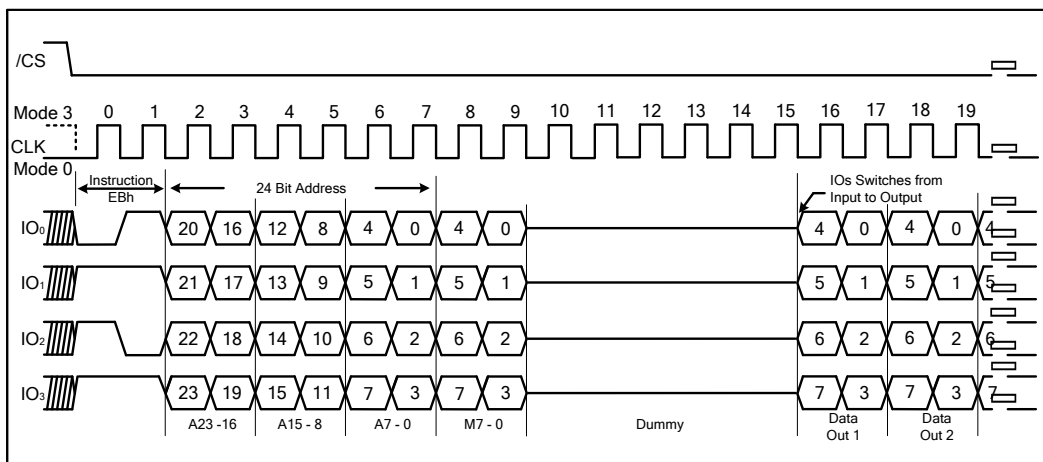 /CS
Mode 3 0 1 2 3 4 5 6 7 8 9 10 11 12 13 14 15 16 17 18 19
CLK
Mode 0
Instruction
EBh
24 Bit Address
IOs Switches from
Input to Output
IO0 20 16 12 8 4 0 4 0 4 0 4 0 4
IO1 21 17 13 9 5 1 5 1 5 1 5 1 5
IO2 22 18 14 10 6 2 6 2 6 2 6 2 6
IO3 23 19 15 11 7 3 7 3 7 3 7 3 7
A23 -16 A15 - 8 A7 - 0 M7 - 0 Dummy
Data
Out 1
Data
Out 2